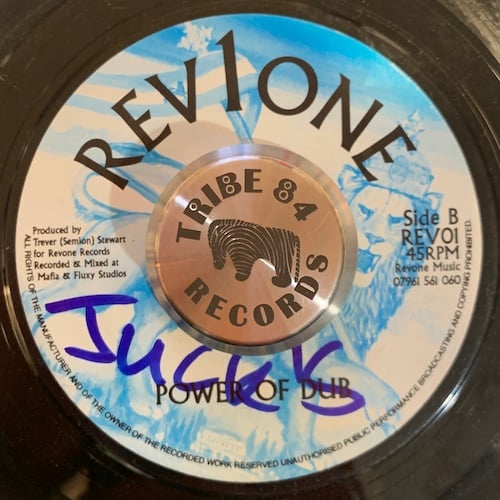 REV1ONE
TRIBE 84
RECORDS
Produced by
Trever (Semion) Stewart
for Revone Records
Recorded & Mixed at
Mafia & Fluxy Studios
Side B
REV01
45RPM
Revone Music
07961 561 060
Juck's
POWER OF DUB
ALL RIGHTS OF THE MANUFACTURER AND OF THE OWNER OF THE RECORDED WORK RESERVED UNAUTHORISED PUBLIC PERFORMANCE BROADCASTING AND COPYING PROHIBITED.